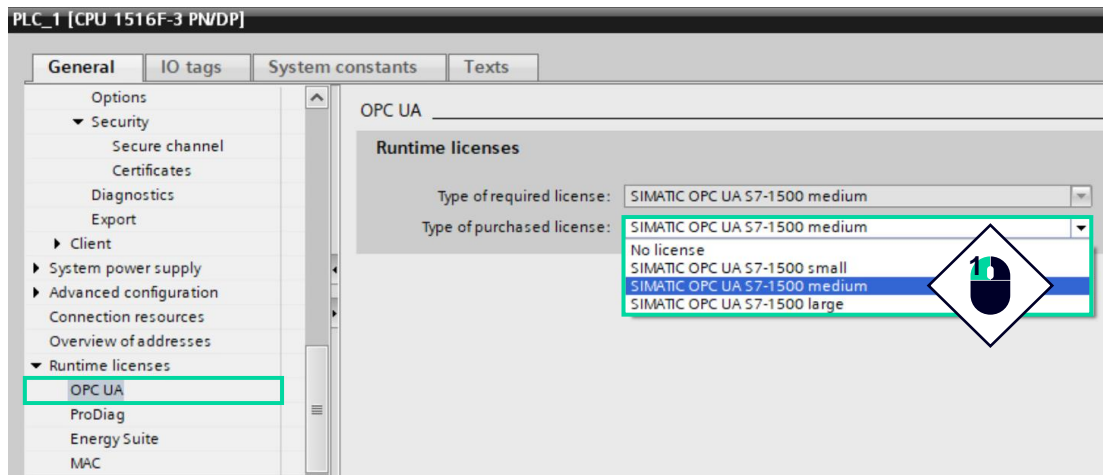 PLC_1 [CPU 1516F-3 PN/DP]
General IO tags System constants Texts
Options
Security
Secure channel
Certificates
Diagnostics
Export
Client
System power supply
Advanced configuration
Connection resources
Overview of addresses
Runtime licenses
OPC UA
ProDiag
Energy Suite
MAC
OPC UA
Runtime licenses
Type of required license: SIMATIC OPC UA S7-1500 medium
Type of purchased license: SIMATIC OPC UA S7-1500 medium
No license
SIMATIC OPC UA S7-1500 small
SIMATIC OPC UA S7-1500 medium
SIMATIC OPC UA S7-1500 large
1